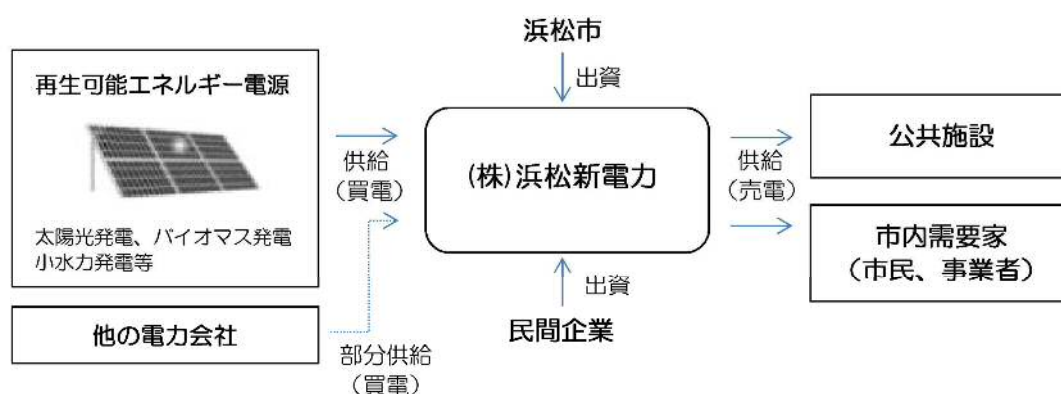 浜松市
出資
再生可能エネルギー電源
太陽光発電、バイオマス発電
小水力発電等
供給
(買電)
(株)浜松新電力
供給
(売電)
公共施設
市内需要家
(市民、事業者)
他の電力会社
部分供給
(買電)
出資
民間企業